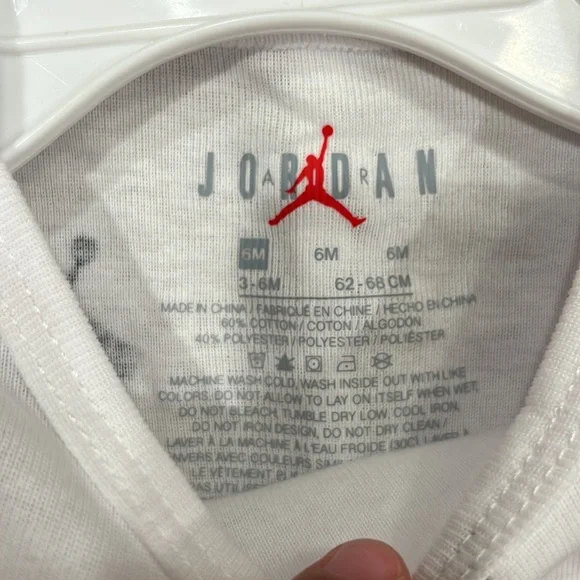 JORDAN
AIR
6M 6M 6M
3-6M 62-68 CM
MADE IN CHINA / FABRIQUÉ EN CHINE / HECHO EN CHINA
60% COTTON / COTON / ALGODÓN
40% POLYESTER / POLYESTER / POLIÉSTER
MACHINE WASH COLD, WASH INSIDE OUT WITH LIKE
COLORS. DO NOT ALLOW TO LAY ON ITSELF WHEN WET,
DO NOT BLEACH, TUMBLE DRY LOW, COOL IRON,
DO NOT IRON DESIGN, DO NOT DRY CLEAN /
LAVER À LA MACHINE À L'EAU FROIDE (30C) LAVER À
AVEC COULEURS
LE VÊTEMENT
PAS UTILISE